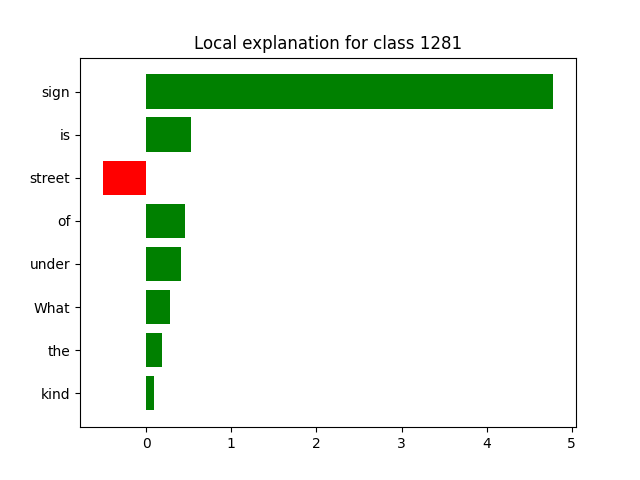 Local explanation for class 1281
sign
is
street
of
under
What
the
kind
0 1 2 3 4 5